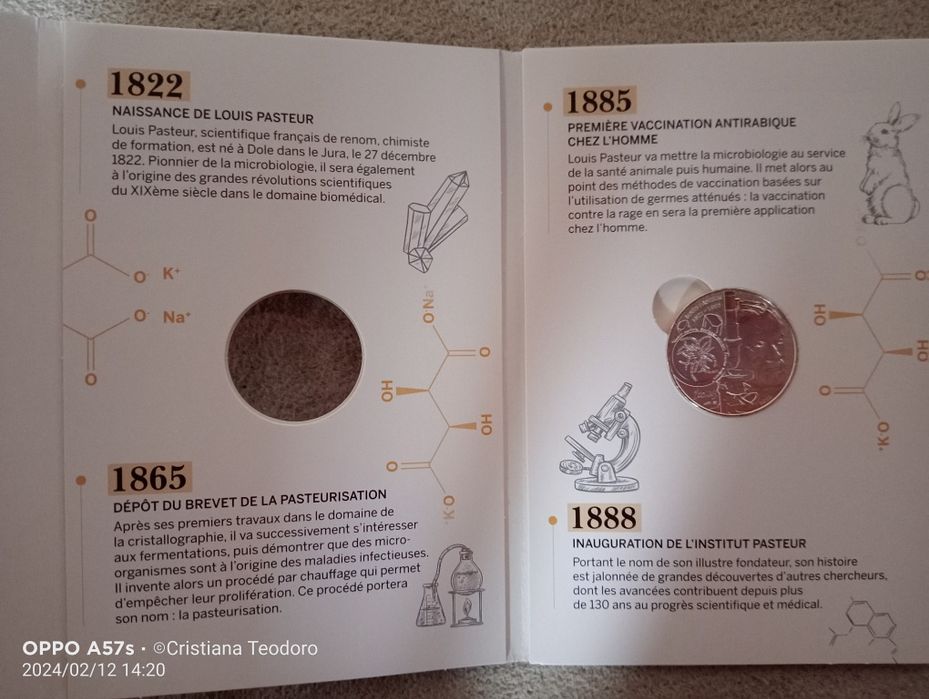 1822
NAISSANCE DE LOUIS PASTEUR
Louis Pasteur, scientifique français de renom, chimiste
de formation, est né à Dole dans le Jura, le 27 décembre
1822. Pionnier de la microbiologie, il sera également
à l'origine des grandes révolutions scientifiques
du XIXème siècle dans le domaine biomédical.
O
O⁻ K⁺
O⁻ Na⁺
O
O⁻Na⁺
O
OH
OH
O
⁺K⁻O
1865
DÉPÔT DU BREVET DE LA PASTEURISATION
Après ses premiers travaux dans le domaine de
la cristallographie, il va successivement s'intéresser
aux fermentations, puis démontrer que des micro-
organismes sont à l'origine des maladies infectieuses.
Il invente alors un procédé par chauffage qui permet
d'empêcher leur prolifération. Ce procédé portera
son nom : la pasteurisation.
1885
PREMIÈRE VACCINATION ANTIRABIQUE
CHEZ L'HOMME
Louis Pasteur va mettre la microbiologie au service
de la santé animale puis humaine. Il met alors au
point des méthodes de vaccination basées sur
l'utilisation de germes atténués : la vaccination
contre la rage en sera la première application
chez l'homme.
O
OH
OH
O
⁺K⁻O
1888
INAUGURATION DE L'INSTITUT PASTEUR
Portant le nom de son illustre fondateur, son histoire
est jalonnée de grandes découvertes d'autres chercheurs,
dont les avancées contribuent depuis plus
de 130 ans au progrès scientifique et médical.
OPPO A57s · ©Cristiana Teodoro
2024/02/12 14:20